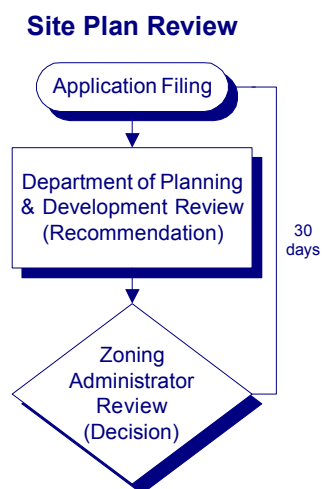 Site Plan Review
Application Filing
Department of Planning
& Development Review
(Recommendation)
30
days
Zoning
Administrator
Review
(Decision)